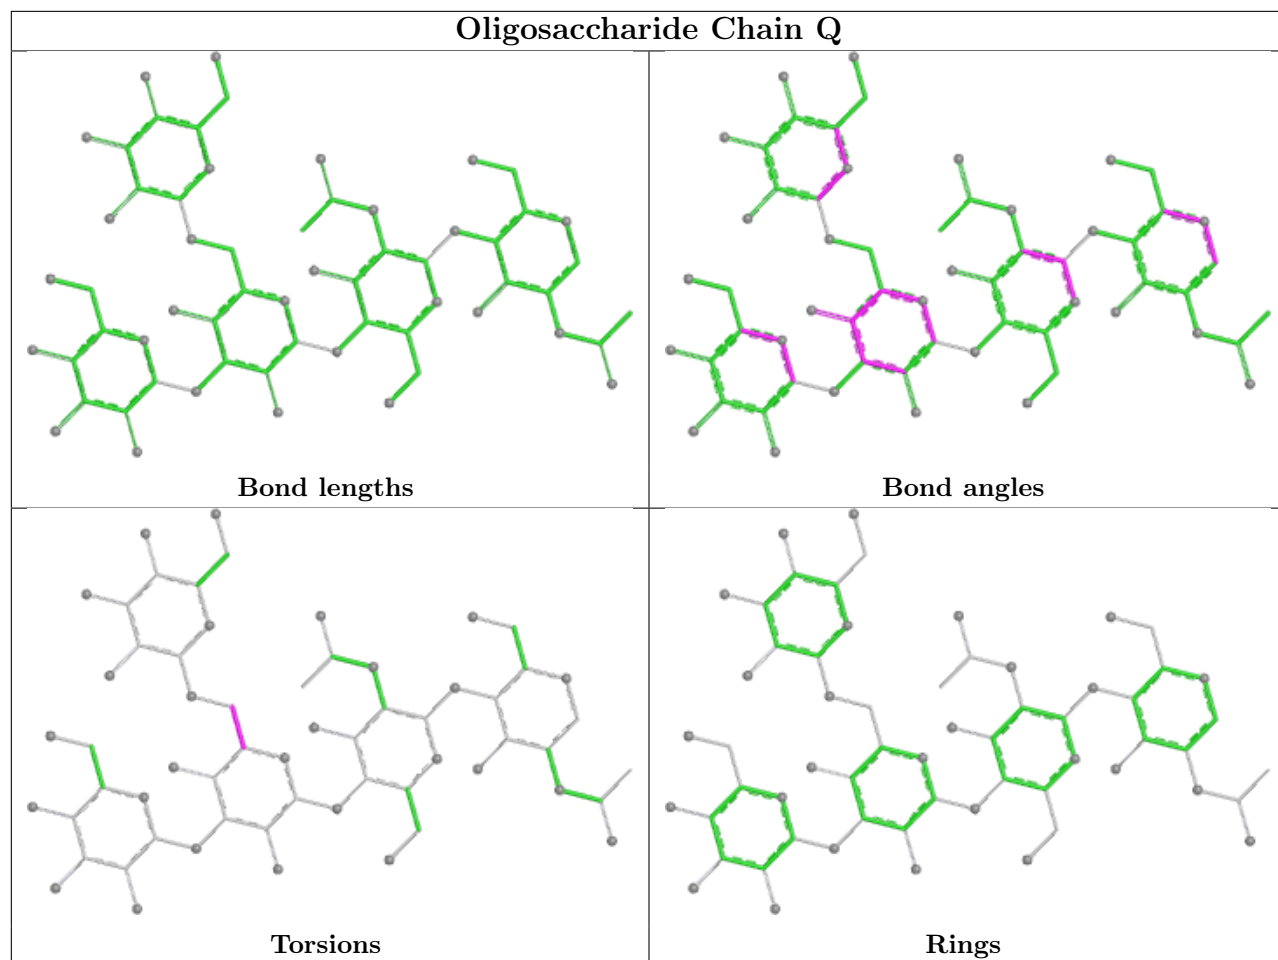 Oligosaccharide Chain Q
Bond lengths
Bond angles
Torsions
Rings